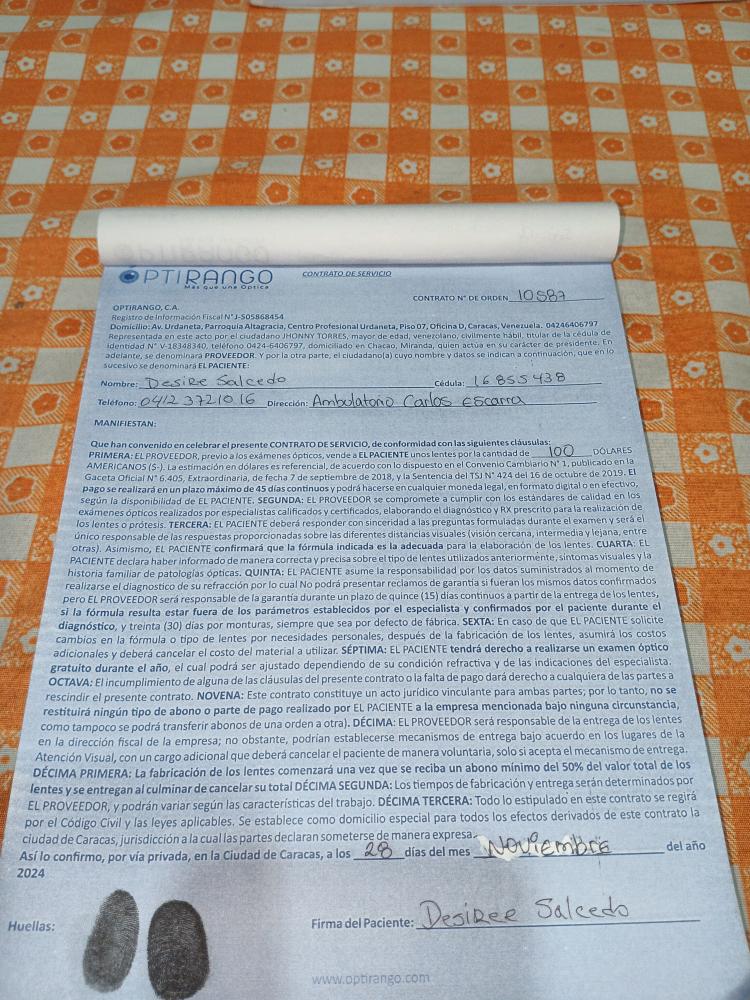 OPTIRANGO
Más que una Óptica
CONTRATO DE SERVICIO
CONTRATO N° DE ORDEN 10587
OPTIRANGO, C.A.
Registro de Información Fiscal N°J-505868454
Domicilio: Av. Urdaneta, Parroquia Altagracia, Centro Profesional Urdaneta, Piso 07, Oficina D, Caracas, Venezuela. 04246406797
Representada en este acto por el ciudadano JHONNY TORRES, mayor de edad, venezolano, civilmente hábil, titular de la cédula de
identidad N° V-18348340, teléfono 0424-6406797, domiciliado en Chacao, Miranda, quien actúa en su carácter de presidente. En
adelante, se denominará PROVEEDOR. Y por la otra parte, el ciudadano(a) cuyo nombre y datos se indican a continuación, que en lo
sucesivo se denominará EL PACIENTE:
Nombre: Desire Salcedo Cédula: 16855438
Teléfono: 0412 3721016 Dirección: Ambulatorio Carlos Escarra
MANIFIESTAN:
Que han convenido en celebrar el presente CONTRATO DE SERVICIO, de conformidad con las siguientes cláusulas:
PRIMERA: EL PROVEEDOR, previo a los exámenes ópticos, vende a EL PACIENTE unos lentes por la cantidad de 100 DÓLARES
AMERICANOS (S-). La estimación en dólares es referencial, de acuerdo con lo dispuesto en el Convenio Cambiario N° 1, publicado en la
Gaceta Oficial N° 6.405, Extraordinaria, de fecha 7 de septiembre de 2018, y la Sentencia del TSJ N° 424 del 16 de octubre de 2019. El
pago se realizará en un plazo máximo de 45 días continuos y podrá hacerse en cualquier moneda legal, en formato digital o en efectivo,
según la disponibilidad de EL PACIENTE. SEGUNDA: EL PROVEEDOR se compromete a cumplir con los estándares de calidad en los
exámenes ópticos realizados por especialistas calificados y certificados, elaborando el diagnóstico y RX prescrito para la realización de
los lentes o prótesis. TERCERA: EL PACIENTE deberá responder con sinceridad a las preguntas formuladas durante el examen y será el
único responsable de las respuestas proporcionadas sobre las diferentes distancias visuales (visión cercana, intermedia y lejana, entre
otras). Asimismo, EL PACIENTE confirmará que la fórmula indicada es la adecuada para la elaboración de los lentes. CUARTA: EL
PACIENTE declara haber informado de manera correcta y precisa sobre el tipo de lentes utilizados anteriormente, síntomas visuales y la
historia familiar de patologías ópticas. QUINTA: EL PACIENTE asume la responsabilidad por los datos suministrados al momento de
realizarse el diagnostico de su refracción por lo cual No podrá presentar reclamos de garantía si fueran los mismos datos confirmados
pero EL PROVEEDOR será responsable de la garantía durante un plazo de quince (15) días continuos a partir de la entrega de los lentes,
si la fórmula resulta estar fuera de los parámetros establecidos por el especialista y confirmados por el paciente durante el
diagnóstico, y treinta (30) días por monturas, siempre que sea por defecto de fábrica. SEXTA: En caso de que EL PACIENTE solicite
cambios en la fórmula o tipo de lentes por necesidades personales, después de la fabricación de los lentes, asumirá los costos
adicionales y deberá cancelar el costo del material a utilizar. SÉPTIMA: EL PACIENTE tendrá derecho a realizarse un examen óptico
gratuito durante el año, el cual podrá ser ajustado dependiendo de su condición refractiva y de las indicaciones del especialista.
OCTAVA: El incumplimiento de alguna de las cláusulas del presente contrato o la falta de pago dará derecho a cualquiera de las partes a
rescindir el presente contrato. NOVENA: Este contrato constituye un acto jurídico vinculante para ambas partes; por lo tanto, no se
restituirá ningún tipo de abono o parte de pago realizado por EL PACIENTE a la empresa mencionada bajo ninguna circunstancia,
como tampoco se podrá transferir abonos de una orden a otra). DÉCIMA: EL PROVEEDOR será responsable de la entrega de los lentes
en la dirección fiscal de la empresa; no obstante, podrían establecerse mecanismos de entrega bajo acuerdo en los lugares de la
Atención Visual, con un cargo adicional que deberá cancelar el paciente de manera voluntaria, solo si acepta el mecanismo de entrega.
DÉCIMA PRIMERA: La fabricación de los lentes comenzará una vez que se reciba un abono mínimo del 50% del valor total de los
lentes y se entregan al culminar de cancelar su total DÉCIMA SEGUNDA: Los tiempos de fabricación y entrega serán determinados por
EL PROVEEDOR, y podrán variar según las características del trabajo. DÉCIMA TERCERA: Todo lo estipulado en este contrato se regirá
por el Código Civil y las leyes aplicables. Se establece como domicilio especial para todos los efectos derivados de este contrato la
ciudad de Caracas, jurisdicción a la cual las partes declaran someterse de manera expresa.
Así lo confirmo, por vía privada, en la Ciudad de Caracas, a los 28 días del mes Noviembre del año
2024
Huellas:
Firma del Paciente: Desiree Salcedo
www.optirango.com